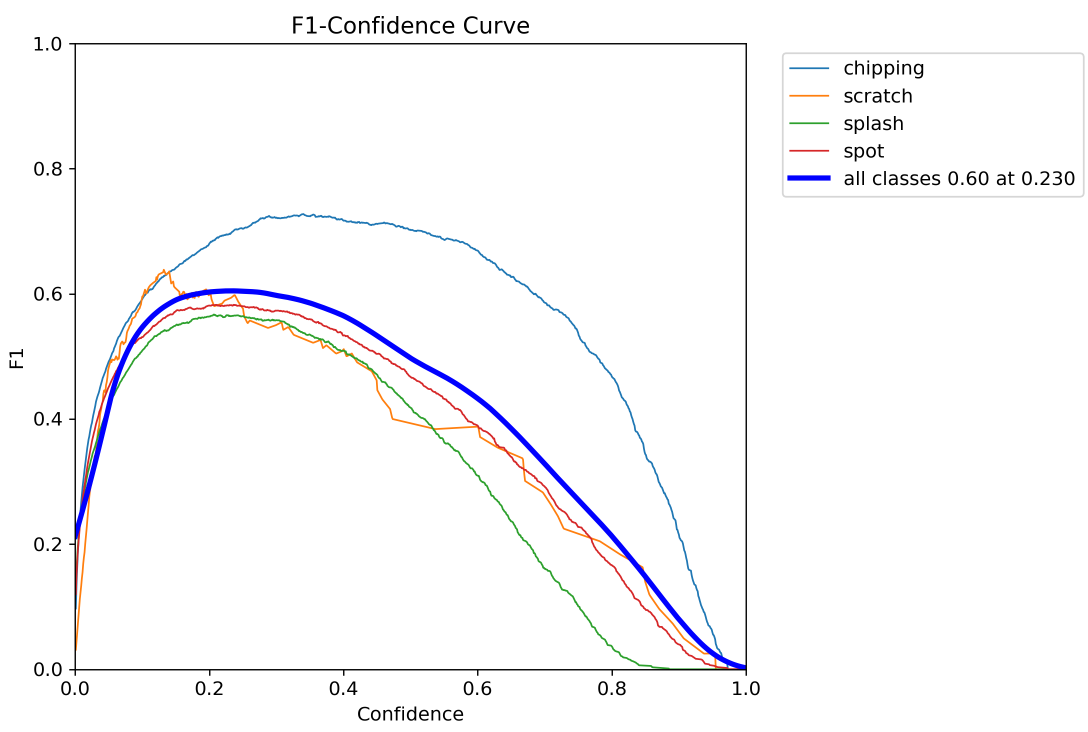 F1-Confidence Curve
1.0
0.8
0.6
0.4
0.2
0.0
F1
0.0 0.2 0.4 0.6 0.8 1.0
Confidence
chipping
scratch
splash
spot
all classes 0.60 at 0.230